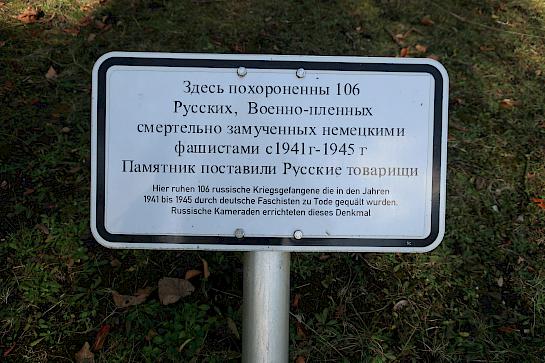 Здесь похороненны 106
Русских, Военно-пленных
смертельно замученных немецкими
фашистами с1941г-1945 г
Памятник поставили Русские товарищи
Hier ruhen 106 russische Kriegsgefangene die in den Jahren
1941 bis 1945 durch deutsche Faschisten zu Tode gequält wurden.
Russische Kameraden errichteten dieses Denkmal